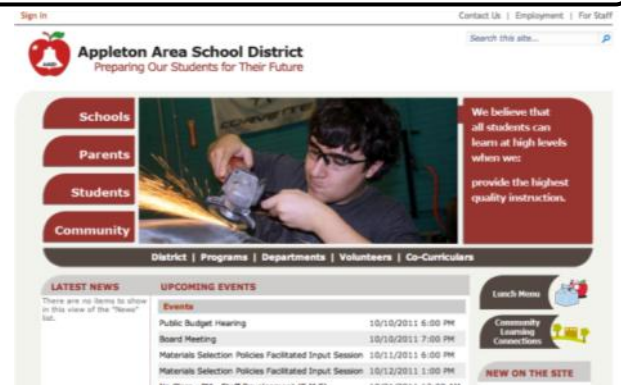 Sign In
Contact Us | Employment | For Staff
Search this site...
AASD
Appleton Area School District
Preparing Our Students for Their Future
Schools
Parents
Students
Community
CORVETTE
We believe that
all students can
learn at high levels
when we:
provide the highest
quality instruction.
District | Programs | Departments | Volunteers | Co-Curriculars
LATEST NEWS
There are no items to show
in this view of the "News"
list.
UPCOMING EVENTS
Events
Public Budget Hearing 10/10/2011 6:00 PM
Board Meeting 10/10/2011 7:00 PM
Materials Selection Policies Facilitated Input Session 10/11/2011 6:00 PM
Materials Selection Policies Facilitated Input Session 10/12/2011 1:00 PM
Lunch Menu
Community
Learning
Connections
NEW ON THE SITE